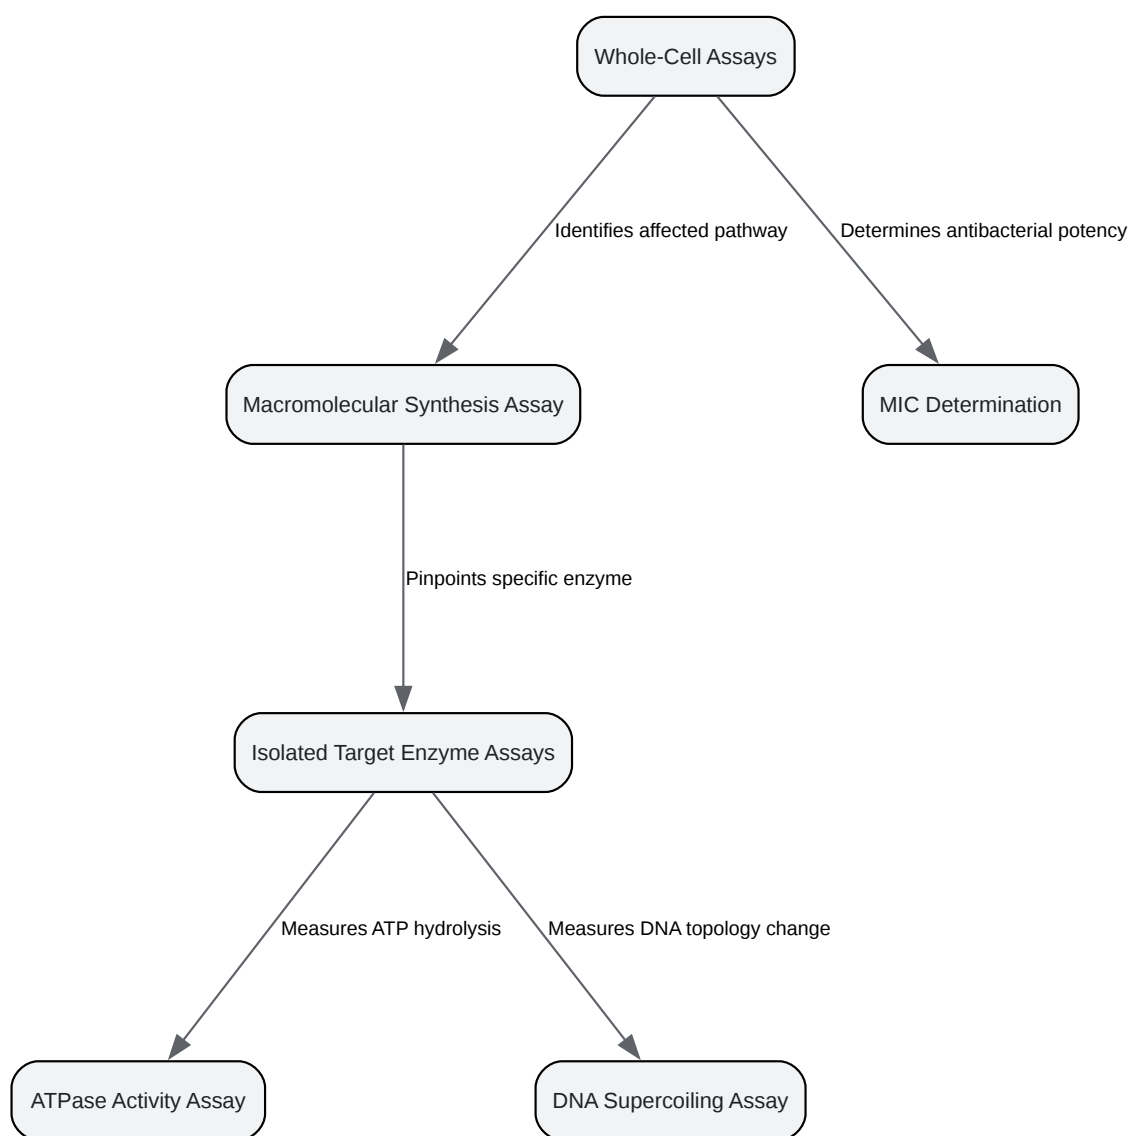 Whole-Cell Assays
Identifies affected pathway
Determines antibacterial potency
Macromolecular Synthesis Assay
MIC Determination
Pinpoints specific enzyme
Isolated Target Enzyme Assays
Measures ATP hydrolysis
Measures DNA topology change
ATPase Activity Assay
DNA Supercoiling Assay